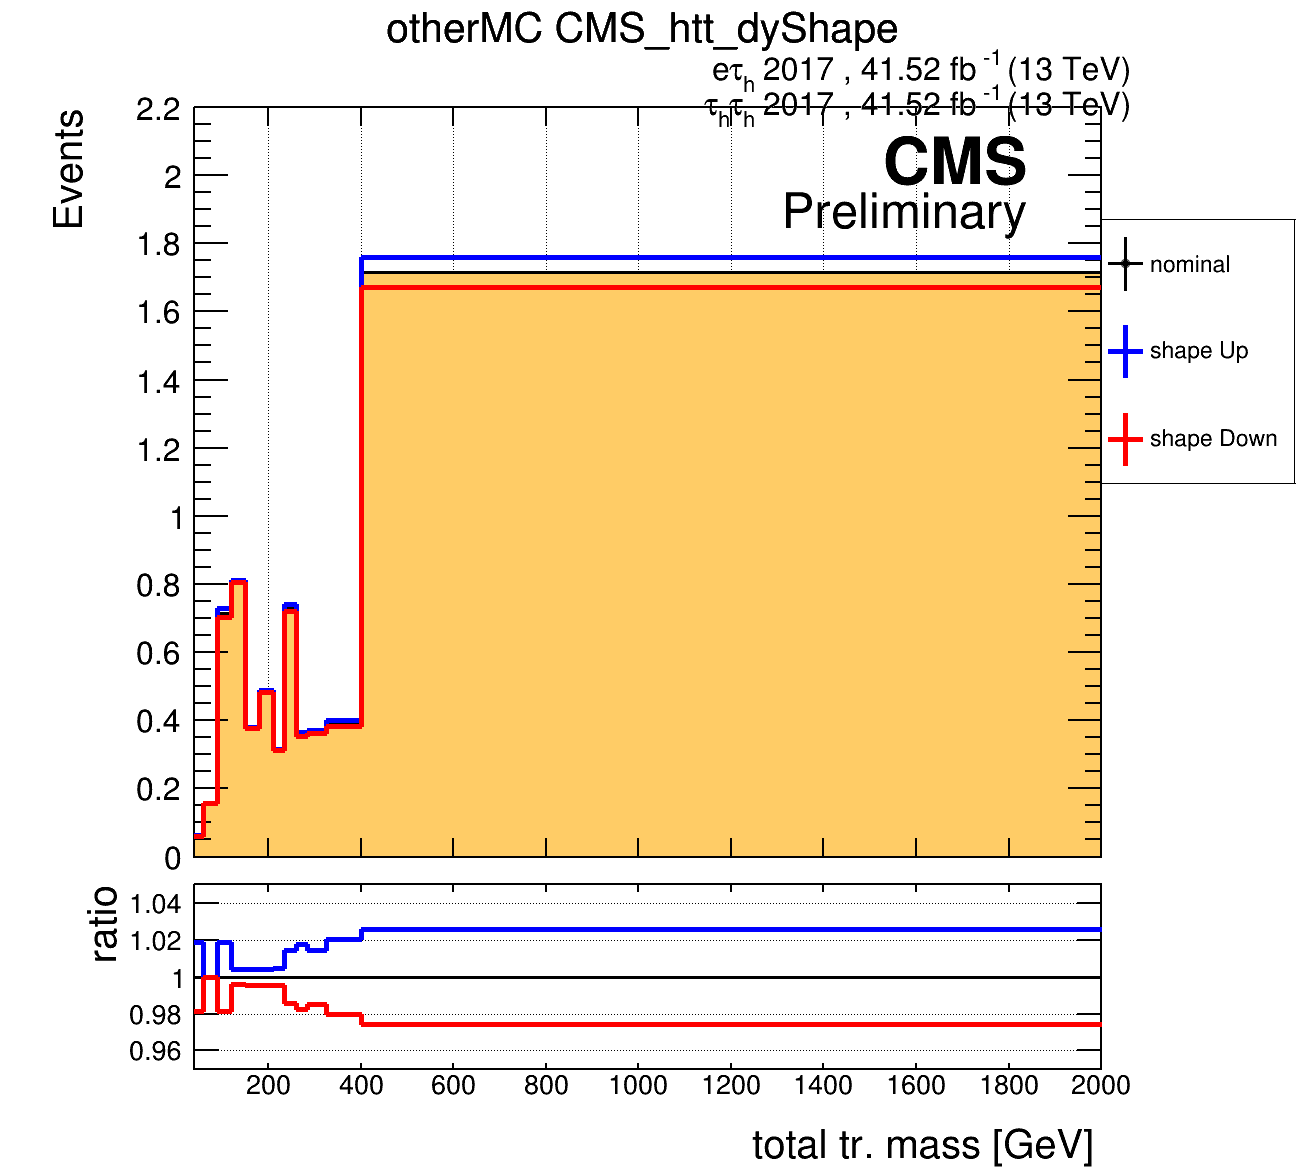 otherMC CMS_htt_dyShape
eτh 2017 , 41.52 fb-1 (13 TeV)
τhτh 2017 , 41.52 fb-1 (13 TeV)
CMS
Preliminary
Events
2.2
2
1.8
1.6
1.4
1.2
1
0.8
0.6
0.4
0.2
0
nominal
shape Up
shape Down
ratio
1.04
1.02
1
0.98
0.96
200 400 600 800 1000 1200 1400 1600 1800 2000
total tr. mass [GeV]